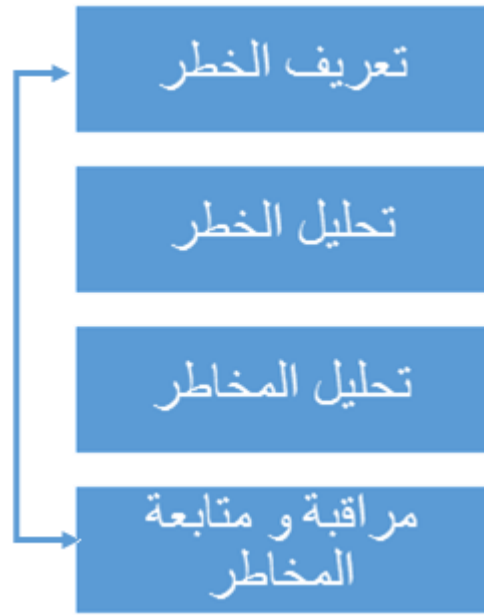 تعريف الخطر
تحليل الخطر
تحليل المخاطر
مراقبة و متابعة
المخاطر